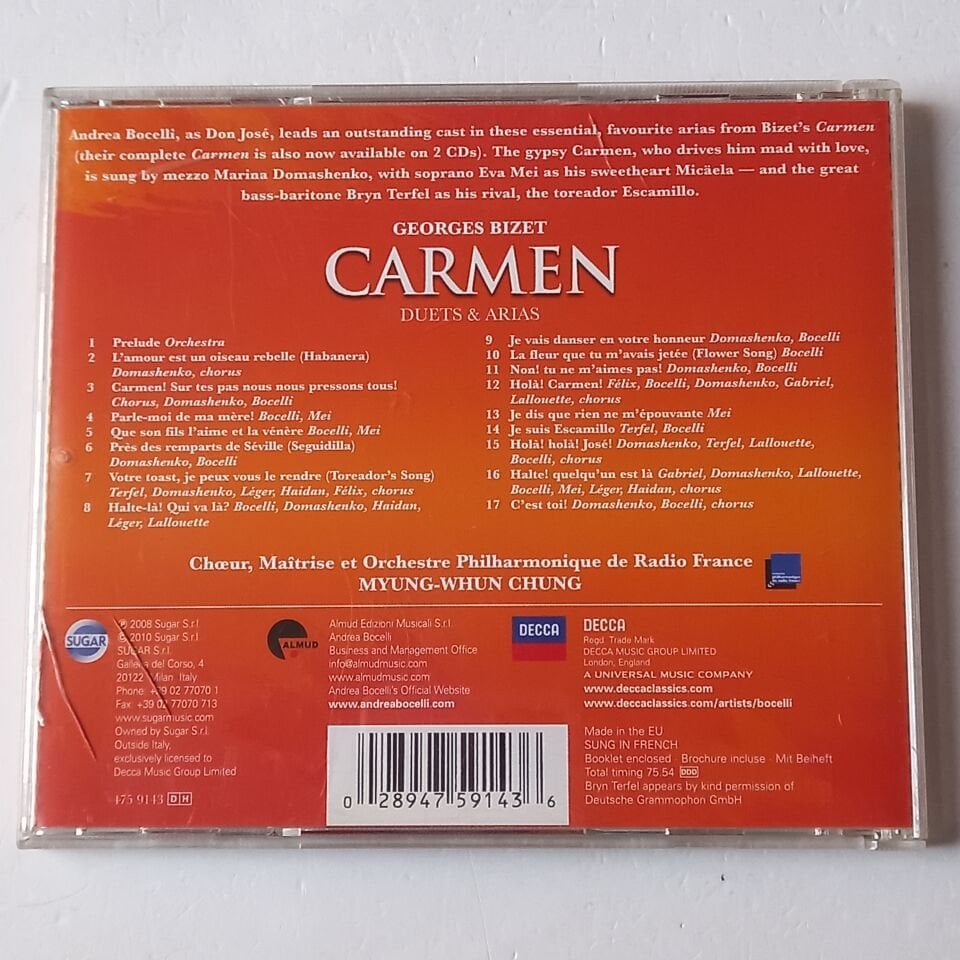 Andrea Bocelli, as Don José, leads an outstanding cast in these essential, favourite arias from Bizet's Carmen
(their complete Carmen is also now available on 2 CDs). The gypsy Carmen, who drives him mad with love,
is sung by mezzo Marina Domashenko, with soprano Eva Mei as his sweetheart Micäela — and the great
bass-baritone Bryn Terfel as his rival, the toreador Escamillo.
GEORGES BIZET
CARMEN
DUETS & ARIAS
1 Prelude Orchestra
2 L'amour est un oiseau rebelle (Habanera)
Domashenko, chorus
3 Carmen! Sur tes pas nous nous pressons tous!
Chorus, Domashenko, Bocelli
4 Parle-moi de ma mère! Bocelli, Mei
5 Que son fils l'aime et la vénère Bocelli, Mei
6 Près des remparts de Séville (Seguidilla)
Domashenko, Bocelli
7 Votre toast, je peux vous le rendre (Toreador's Song)
Terfel, Domashenko, Léger, Haidan, Félix, chorus
8 Halte-là! Qui va là? Bocelli, Domashenko, Haidan,
Léger, Lallouette
9 Je vais danser en votre honneur Domashenko, Bocelli
10 La fleur que tu m'avais jetée (Flower Song) Bocelli
11 Non! tu ne m'aimes pas! Domashenko, Bocelli
12 Holà! Carmen! Félix, Bocelli, Domashenko, Gabriel,
Lallouette, chorus
13 Je dis que rien ne m'épouvante Mei
14 Je suis Escamillo Terfel, Bocelli
15 Holà! holà! José! Domashenko, Terfel, Lallouette,
Bocelli, chorus
16 Halte! quelqu'un est là Gabriel, Domashenko, Lallouette,
Bocelli, Mei, Léger, Haidan, chorus
17 C'est toi! Domashenko, Bocelli, chorus
Chœur, Maîtrise et Orchestre Philharmonique de Radio France
MYUNG-WHUN CHUNG
philharmonique
de radio france
SUGAR
℗ 2008 Sugar S.r.l
© 2010 Sugar S.r.l
SUGAR S.r.l.
Galleria del Corso, 4
20122 Milan Italy
Phone: +39 02 77070 1
Fax: +39 02 77070 713
www.sugarmusic.com
Owned by Sugar S.r.l.
Outside Italy,
exclusively licensed to
Decca Music Group Limited
475 9143 DH
ALMUD
Almud Edizioni Musicali S.r.l.
Andrea Bocelli
Business and Management Office
info@almudmusic.com
www.almudmusic.com
Andrea Bocelli's Official Website
www.andreabocelli.com
0 28947 59143 6
DECCA
DECCA
Regd. Trade Mark
DECCA MUSIC GROUP LIMITED
London, England
A UNIVERSAL MUSIC COMPANY
www.deccaclassics.com
www.deccaclassics.com/artists/bocelli
Made in the EU
SUNG IN FRENCH
Booklet enclosed · Brochure incluse · Mit Beiheft
Total timing 75.54 DDD
Bryn Terfel appears by kind permission of
Deutsche Grammophon GmbH